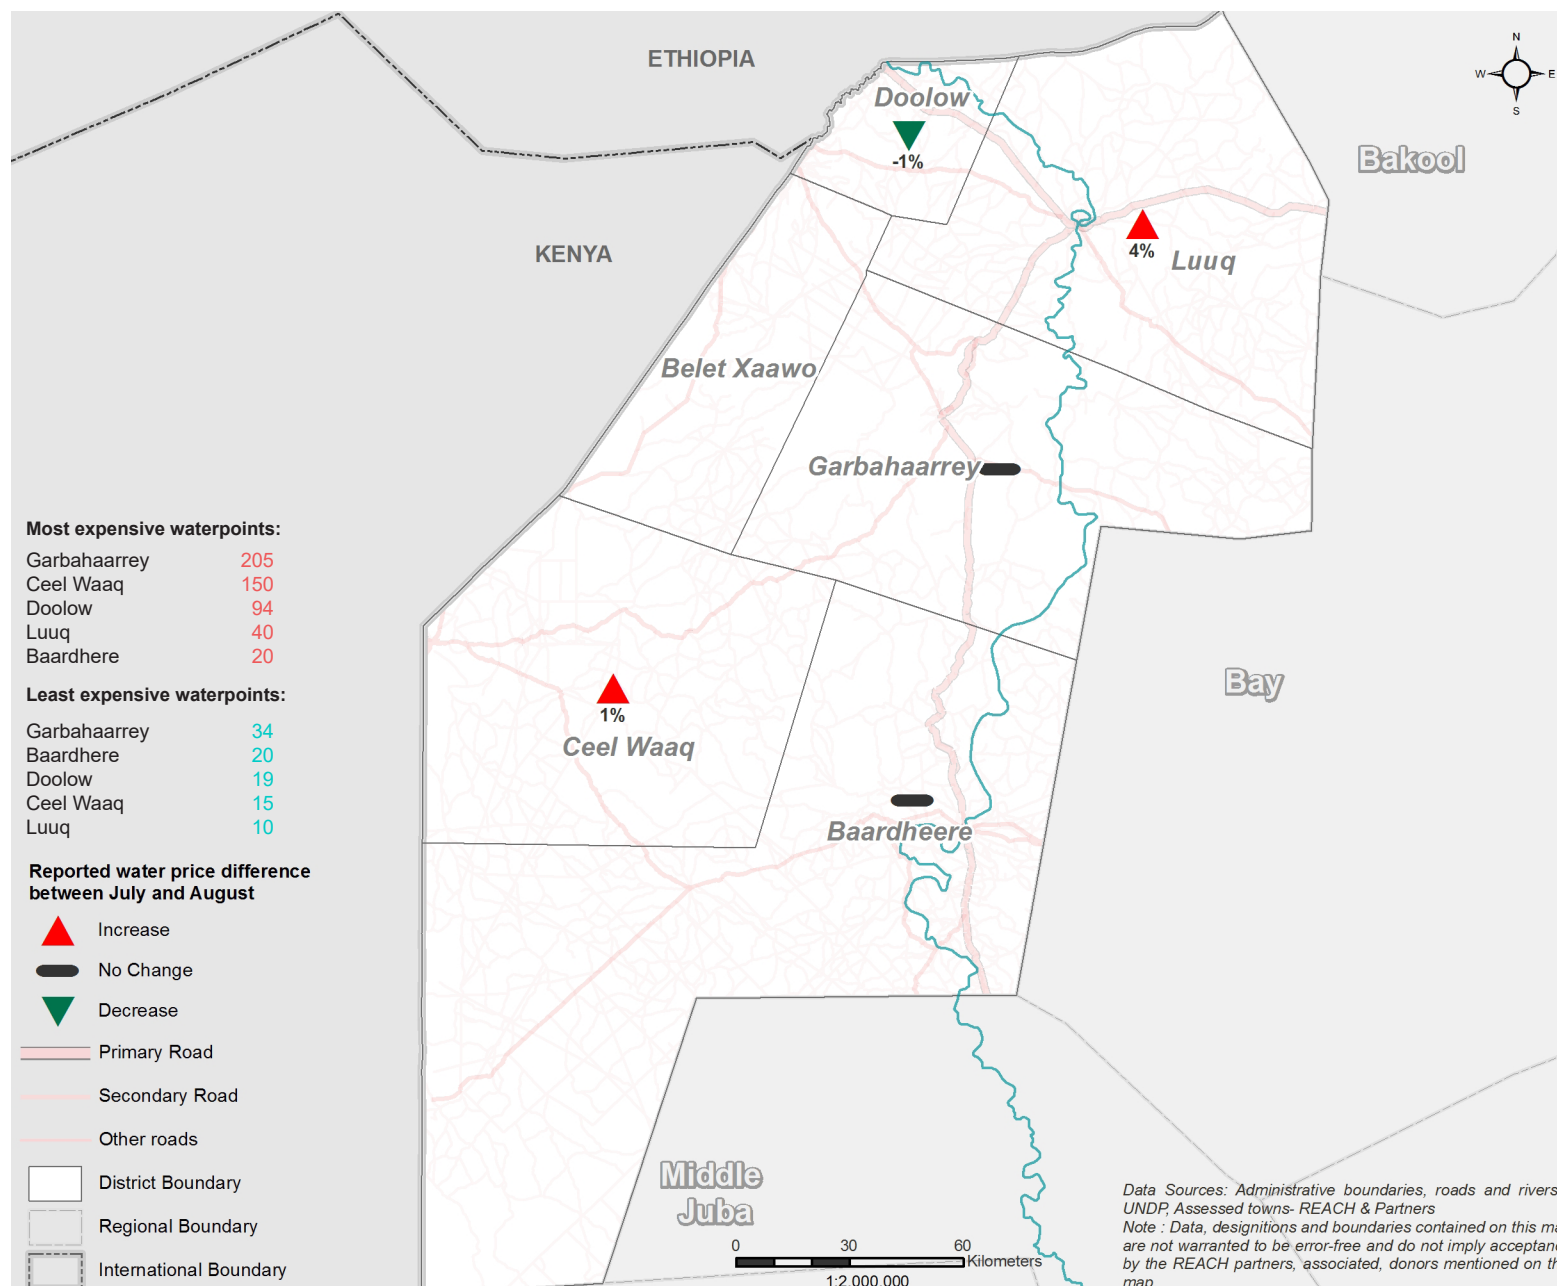 ETHIOPIA
N
W
E
S
Doolow
-1%
Bakool
KENYA
4%
Luuq
Belet Xaawo
Garbahaarrey
Most expensive waterpoints:
Garbahaarrey 205
Ceel Waaq 150
Doolow 94
Luuq 40
Baardhere 20
Least expensive waterpoints:
Garbahaarrey 34
Baardhere 20
Doolow 19
Ceel Waaq 15
Luuq 10
1%
Ceel Waaq
Bay
Baardheere
Reported water price difference
between July and August
Increase
No Change
Decrease
Primary Road
Secondary Road
Other roads
District Boundary
Regional Boundary
International Boundary
Middle
Juba
0 30 60
Kilometers
1:2,000,000
Data Sources: Administrative boundaries, roads and rivers
UNDP, Assessed towns- REACH & Partners
Note : Data, designitions and boundaries contained on this
are not warranted to be error-free and do not imply
by the REACH partners, associated, donors mentioned on
map